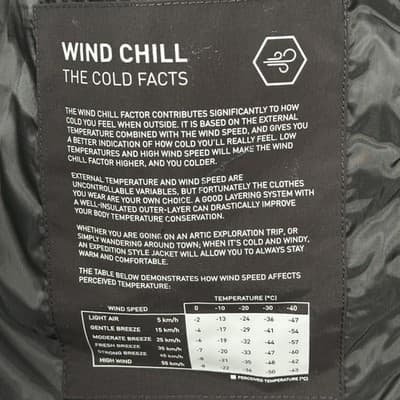 WIND CHILL
THE COLD FACTS
THE WIND CHILL FACTOR CONTRIBUTES SIGNIFICANTLY TO HOW
COLD YOU FEEL WHEN OUTSIDE. IT IS BASED ON THE EXTERNAL
TEMPERATURE COMBINED WITH THE WIND SPEED, AND GIVES YOU
A BETTER INDICATION OF HOW COLD YOU'LL REALLY FEEL. LOW
TEMPERATURES AND HIGH WIND SPEED WILL MAKE THE WIND
CHILL FACTOR HIGHER, AND YOU COLDER.
EXTERNAL TEMPERATURE AND WIND SPEED ARE
UNCONTROLLABLE VARIABLES, BUT FORTUNATELY THE CLOTHES
YOU WEAR ARE YOUR OWN CHOICE. A GOOD LAYERING SYSTEM WITH
A WELL-INSULATED OUTER-LAYER CAN DRASTICALLY IMPROVE
YOUR BODY TEMPERATURE CONSERVATION.
WHETHER YOU ARE GOING ON AN ARTIC EXPLORATION TRIP, OR
SIMPLY WANDERING AROUND TOWN; WHEN IT'S COLD AND WINDY,
AN EXPEDITION STYLE JACKET WILL ALLOW YOU TO ALWAYS STAY
WARM AND COMFORTABLE.
THE TABLE BELOW DEMONSTRATES HOW WIND SPEED AFFECTS
PERCEIVED TEMPERATURE:
TEMPERATURE (°C)
WIND SPEED 0 -10 -20 -30 -40
LIGHT AIR 5 km/h -2 -13 -24 -36 -47
GENTLE BREEZE 15 km/h -4 -17 -29 -41 -54
MODERATE BREEZE 25 km/h -6 -19 -32 -44 -57
FRESH BREEZE 35 km/h -7 -20 -33 -47 -60
STRONG BREEZE 45 km/h -8 -21 -35 -48 -62
HIGH WIND 55 km/h -22 -36 -50 -63
PERCEIVED TEMPERATURE [°C]